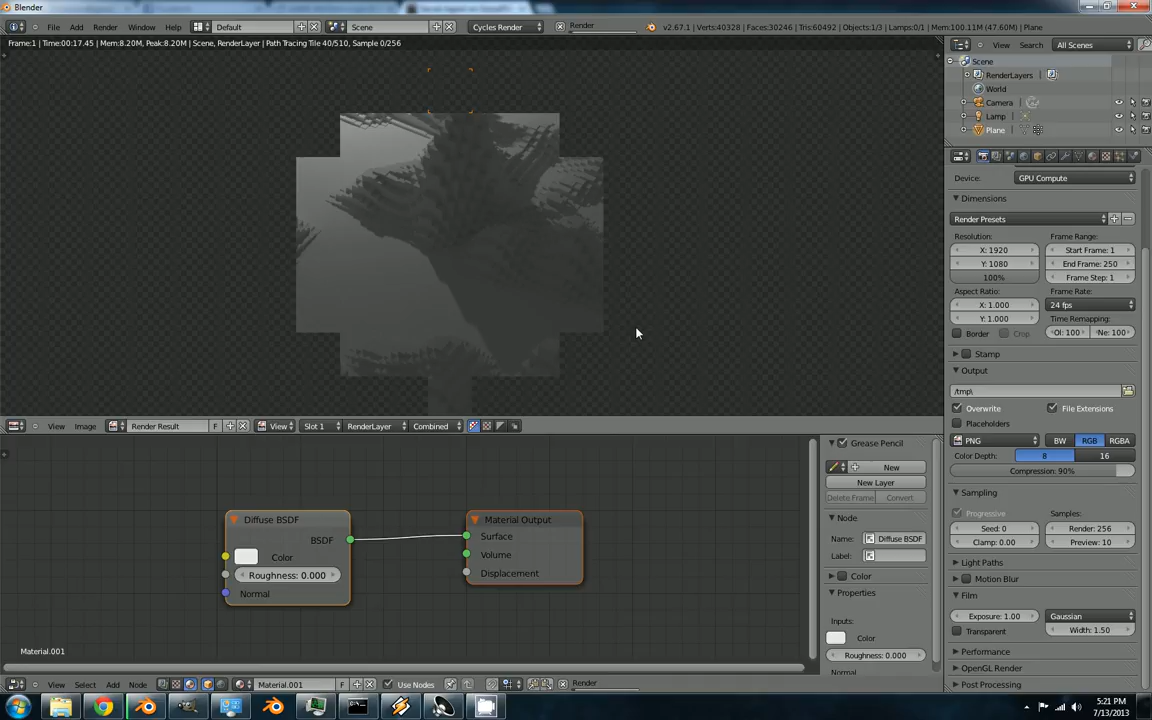 Blender
File Add Render Window Help Default Scene Cycles Render Render v2.67.1 | Verts:40328 | Faces:30246 | Tris:60492 | Objects:1/3 | Lamps:0/1 | Mem:100.11M (47.60M) | Plane
View Search All Scenes
Frame:1 | Time:00:17.45 | Mem:8.20M, Peak:8.20M | Scene, RenderLayer | Path Tracing Tile 40/510, Sample 0/256
Scene
RenderLayers
World
Camera
Lamp
Plane
Device: GPU Compute
Dimensions
Render Presets
Resolution: Frame Range:
X: 1920 Start Frame: 1
Y: 1080 End Frame: 250
100% Frame Step: 1
Aspect Ratio: Frame Rate:
X: 1.000 24 fps
Y: 1.000 Time Remapping:
Border Crop Ol: 100 Ne: 100
Stamp
Output
/tmp\
Overwrite File Extensions
Placeholders
PNG BW RGB RGBA
Color Depth: 8 16
Compression: 90%
Sampling
Progressive Samples:
Seed: 0 Render: 256
Clamp: 0.00 Preview: 10
Light Paths
Motion Blur
Film
Exposure: 1.00 Gaussian
Transparent Width: 1.50
Performance
OpenGL Render
Post Processing
View Image Render Result F View Slot 1 RenderLayer Combined
Diffuse BSDF
BSDF
Color
Roughness: 0.000
Normal
Material Output
Surface
Volume
Displacement
Grease Pencil
New
New Layer
Delete Frame Convert
Node
Name: Diffuse BSDF
Label:
Color
Properties
Inputs:
Color
Roughness: 0.000
Normal
Material.001
View Select Add Node Material.001 F Use Nodes Render
5:21 PM
7/13/2013